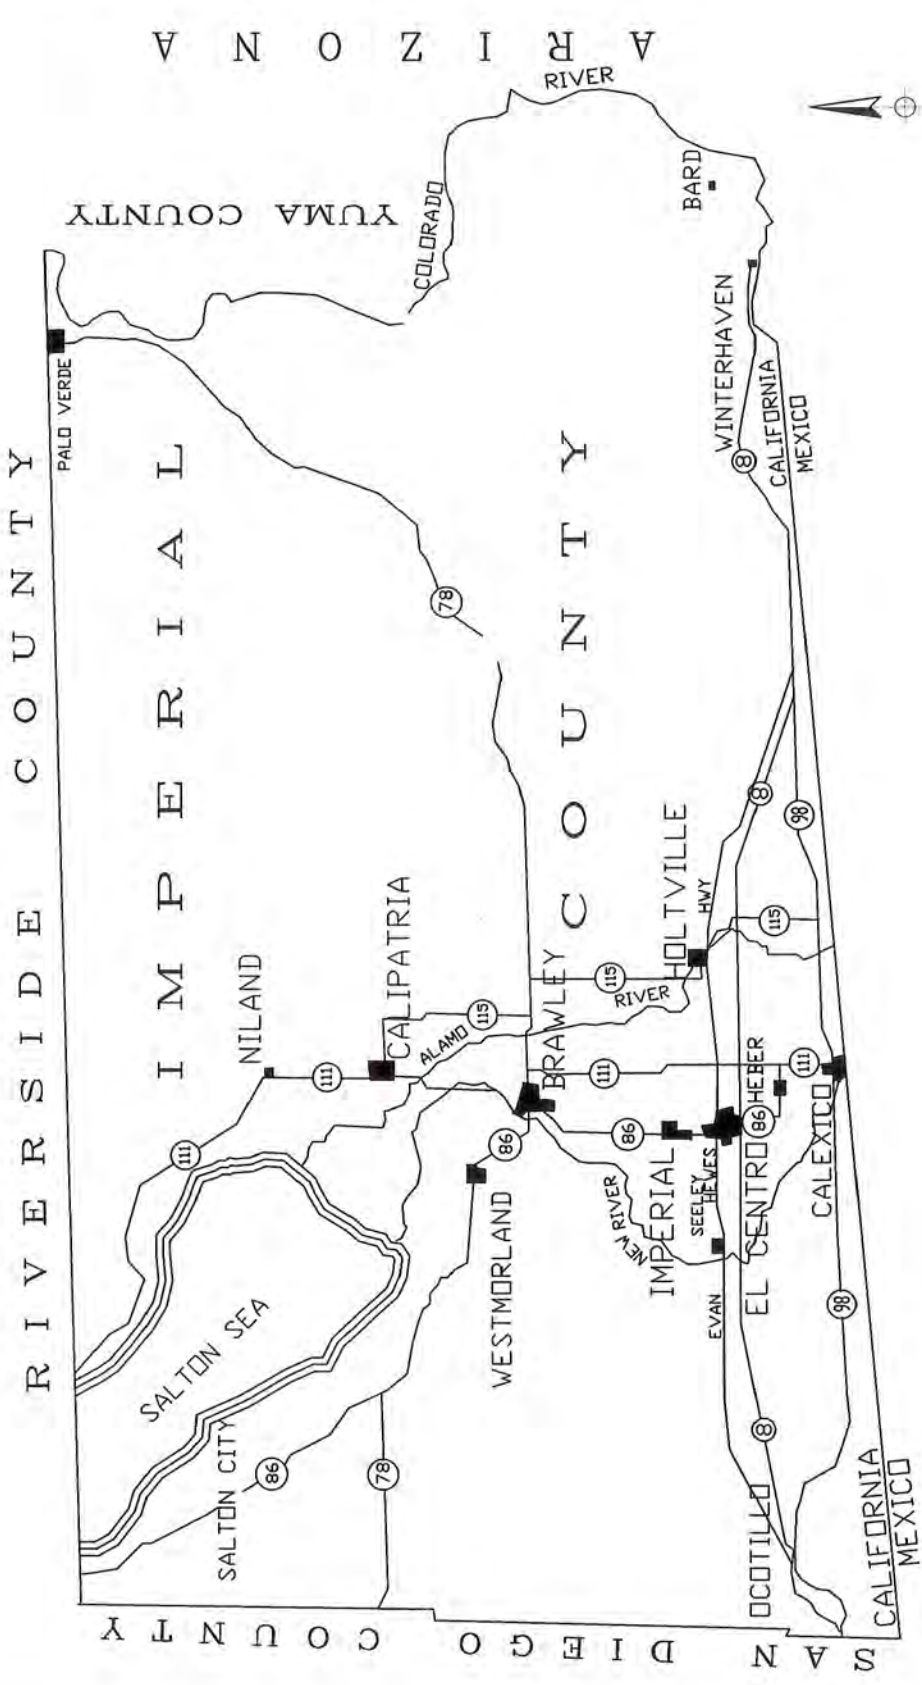 RIVERSIDE COUNTY
PALO VERDE
IMPERIAL
COUNTY
YUMA COUNTY
ARIZONA
COLORADO
RIVER
111
SALTON SEA
NILAND
111
CALIPATRIA
SALTON CITY
86
78
78
ALAMO
115
RIVER
WESTMORLAND
86
BRAWLEY
111
115
NEW RIVER
86
IMPERIAL
HOLTVILLE
BARD
SEELEY
HEWES
EVAN
HWY
WINTERHAVEN
8
EL CENTRO
86
HEBER
111
115
8
8
OCOTILLO
98
98
CALEXICO
CALIFORNIA
MEXICO
CALIFORNIA
MEXICO
SAN DIEGO COUNTY